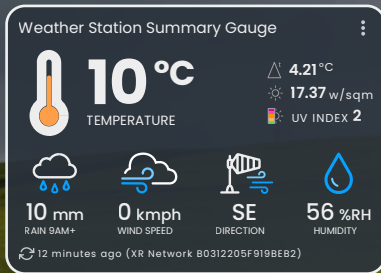 Weather Station Summary Gauge
10 °C
TEMPERATURE
4.21 °C
17.37 w/sqm
UV INDEX 2
10 mm
RAIN 9AM+
0 kmph
WIND SPEED
SE
DIRECTION
56 %RH
HUMIDITY
12 minutes ago (XR Network B0312205F919BEB2)